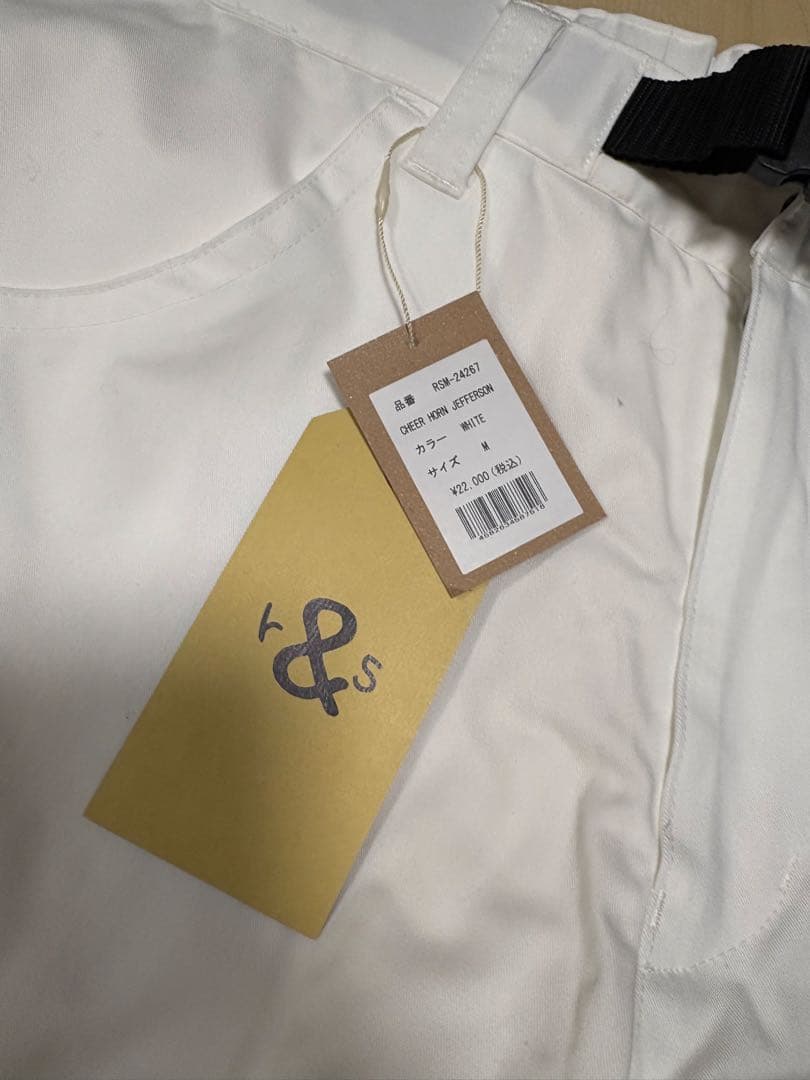 品番 RSM-24267
CHEER HORN JEFFERSON
カラー WHITE
サイズ M
¥22.000(税込)
r & S